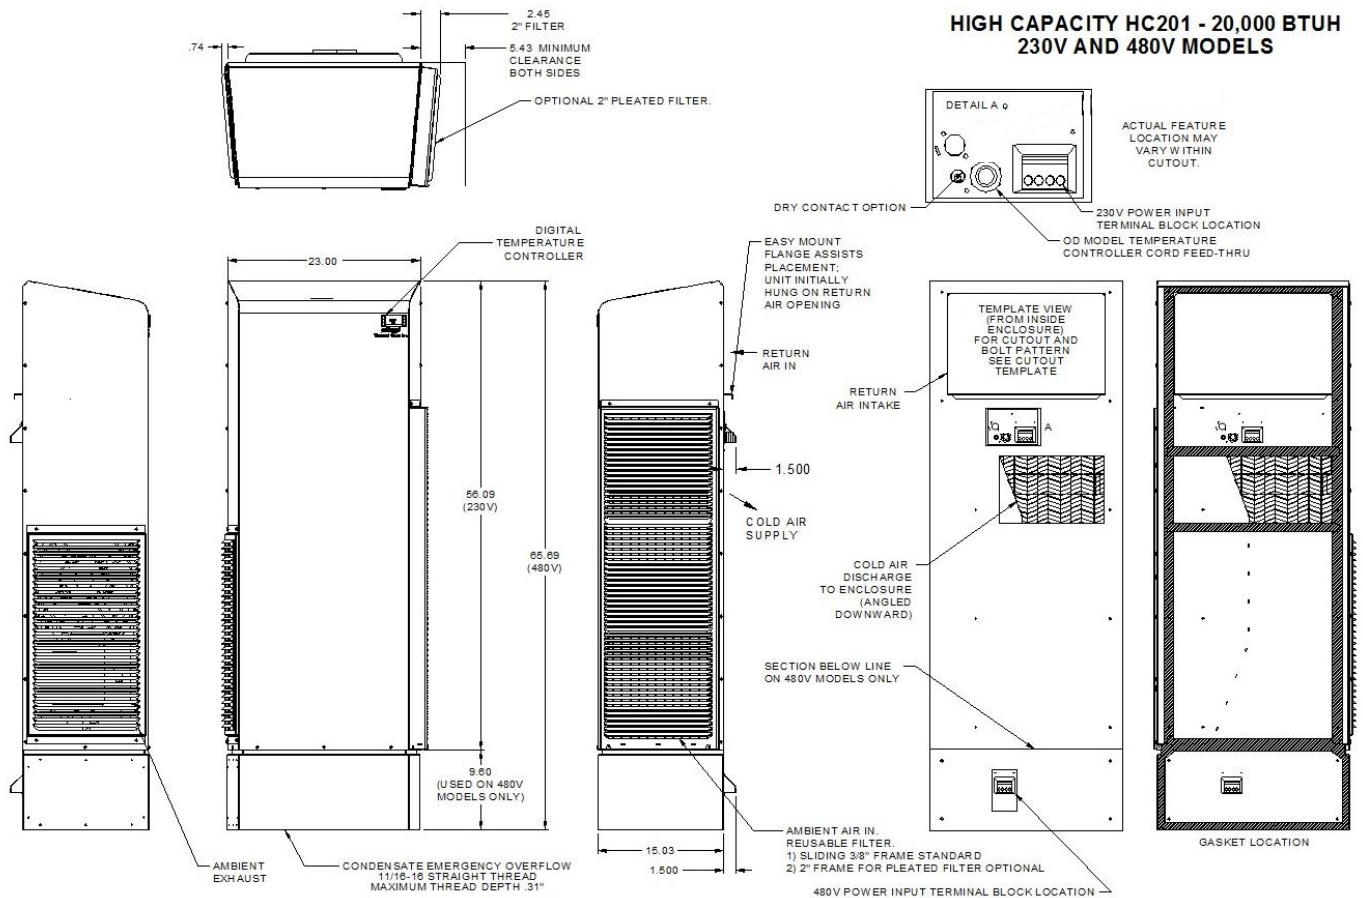 HIGH CAPACITY HC201 - 20,000 BTUH
230V AND 480V MODELS
2.45
2" FILTER
.74
5.43 MINIMUM
CLEARANCE
BOTH SIDES
OPTIONAL 2" PLEATED FILTER.
DETAIL A
ACTUAL FEATURE
LOCATION MAY
VARY WITHIN
CUTOUT.
DRY CONTACT OPTION
230V POWER INPUT
TERMINAL BLOCK LOCATION
OD MODEL TEMPERATURE
CONTROLLER CORD FEED-THRU
DIGITAL
TEMPERATURE
CONTROLLER
23.00
EASY MOUNT
FLANGE ASSISTS
PLACEMENT;
UNIT INITIALLY
HUNG ON RETURN
AIR OPENING
RETURN
AIR IN
TEMPLATE VIEW
(FROM INSIDE
ENCLOSURE)
FOR CUTOUT AND
BOLT PATTERN
SEE CUTOUT
TEMPLATE
RETURN
AIR INTAKE
A
1.500
56.09
(230V)
COLD AIR
SUPPLY
65.69
(480V)
COLD AIR
DISCHARGE
TO ENCLOSURE
(ANGLED
DOWNWARD)
SECTION BELOW LINE
ON 480V MODELS ONLY
9.60
(USED ON 480V
MODELS ONLY)
AMBIENT
EXHAUST
CONDENSATE EMERGENCY OVERFLOW
11/16-16 STRAIGHT THREAD
MAXIMUM THREAD DEPTH .31"
15.03
1.500
AMBIENT AIR IN.
REUSABLE FILTER.
1) SLIDING 3/8" FRAME STANDARD
2) 2" FRAME FOR PLEATED FILTER OPTIONAL
480V POWER INPUT TERMINAL BLOCK LOCATION
GASKET LOCATION